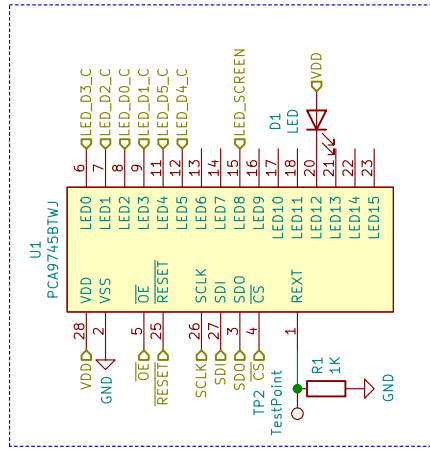 LED_D3_C
LED_D2_C
LED_D0_C
LED_D1_C
LED_D5_C
LED_D4_C
LED_SCREEN
VDD
D1
LED
6
7
8
9
11
12
13
14
15
16
17
18
20
21
22
23
LED0
LED1
LED2
LED3
LED4
LED5
LED6
LED7
LED8
LED9
LED10
LED11
LED12
LED13
LED14
LED15
U1
PCA9745BTWJ
VDD
VSS
OE
RESET
SCLK
SDI
SDO
CS
REXT
28
2
5
25
26
27
3
4
1
VDD
GND
OE
RESET
SCLK
SDI
SDO
CS
TP2
TestPoint
R1
1K
GND